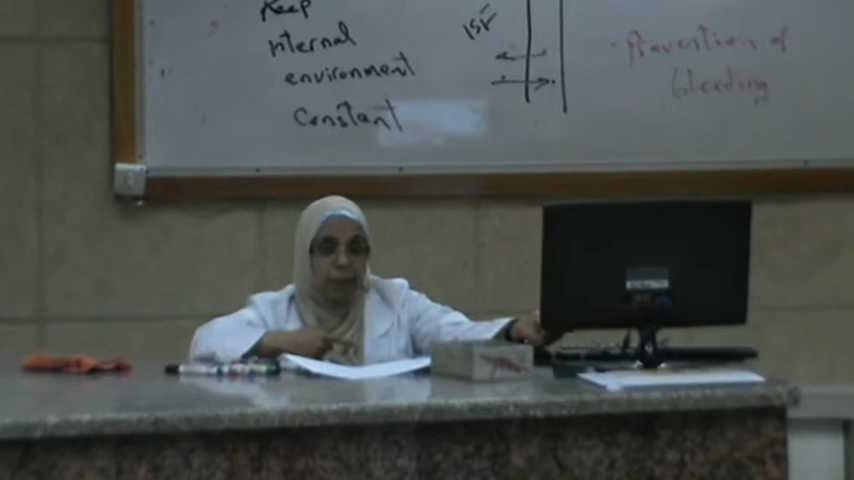 Keep
internal
environment
Constant
ISF
Prevention of
bleeding